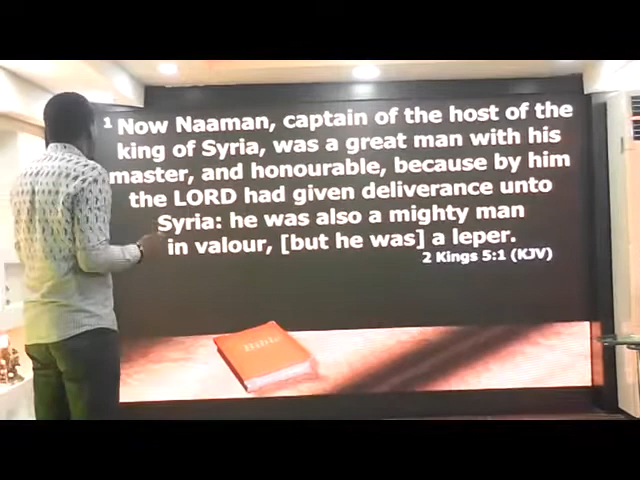 1 Now Naaman, captain of the host of the
king of Syria, was a great man with his
master, and honourable, because by him
the LORD had given deliverance unto
Syria: he was also a mighty man
in valour, [but he was] a leper.
2 Kings 5:1 (KJV)
Bible